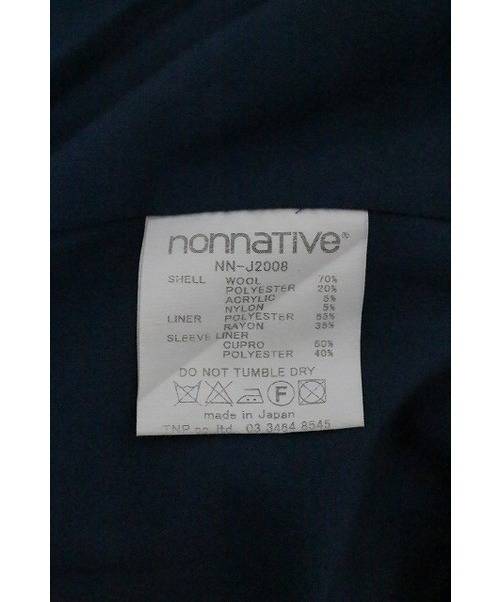 nonnative®
NN-J2008
SHELL WOOL 70%
POLYESTER 20%
ACRYLIC 5%
NYLON 5%
LINER POLYESTER 65%
RAYON 35%
SLEEVE LINER
CUPRO 60%
POLYESTER 40%
DO NOT TUMBLE DRY
F
made in Japan
TNP co.,ltd. 03 3464 8545